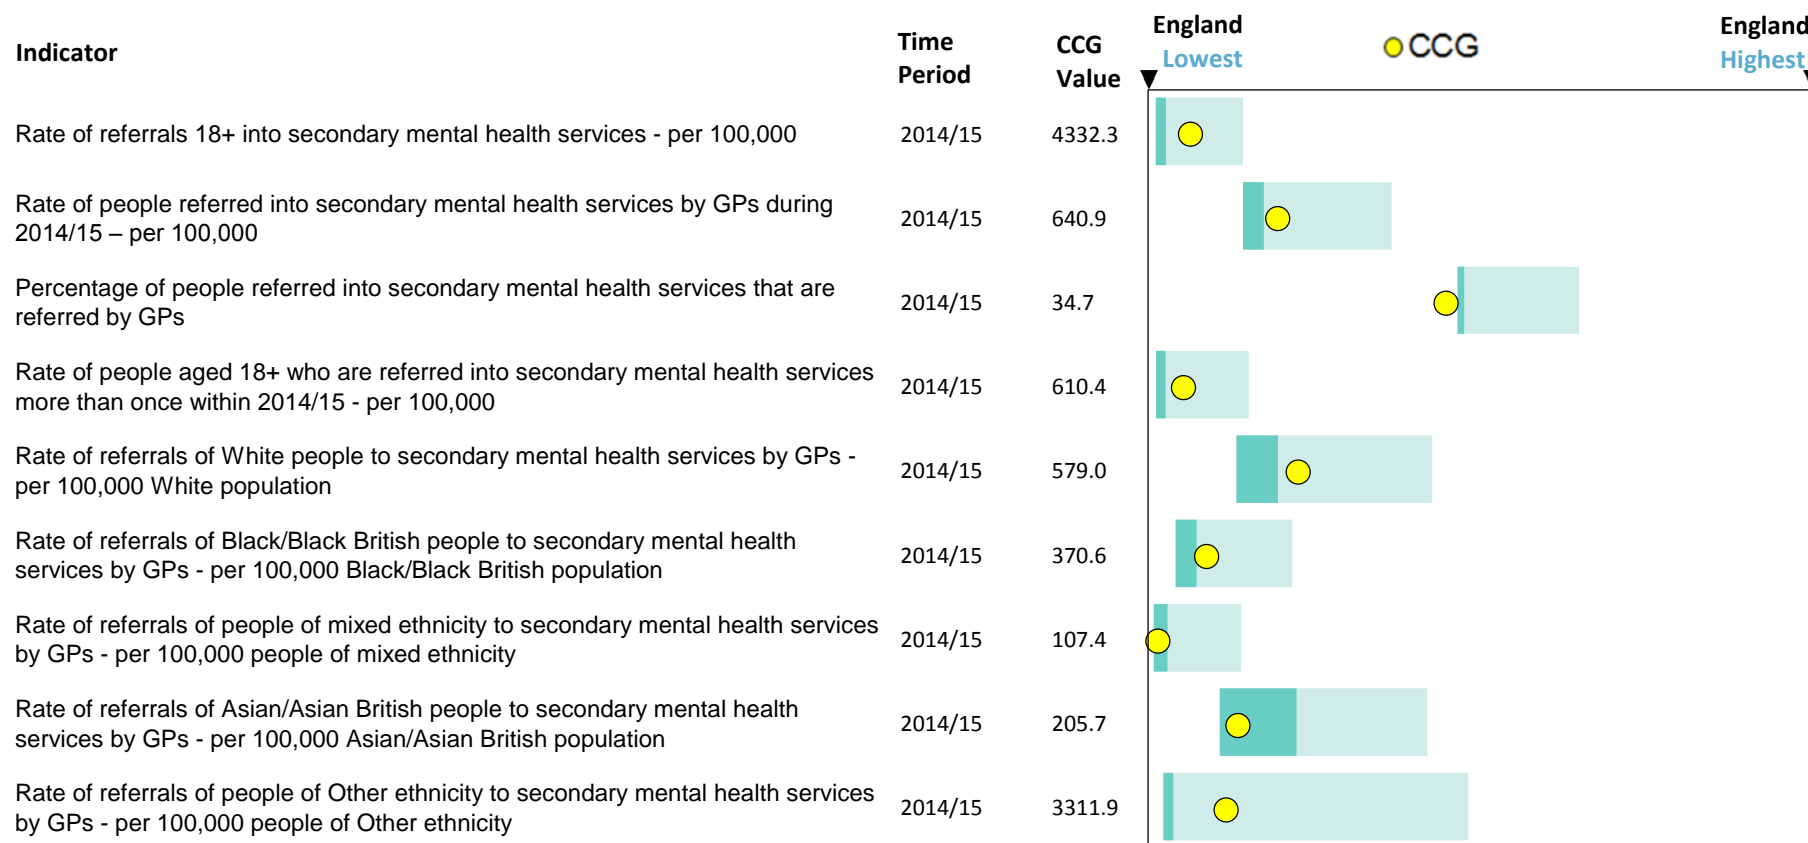 Indicator
Time
Period
CCG
Value
England
Lowest
CCG
England
Highest
Rate of referrals 18+ into secondary mental health services - per 100,000
2014/15
4332.3
Rate of people referred into secondary mental health services by GPs during
2014/15 – per 100,000
2014/15
640.9
Percentage of people referred into secondary mental health services that are
referred by GPs
2014/15
34.7
Rate of people aged 18+ who are referred into secondary mental health services
more than once within 2014/15 - per 100,000
2014/15
610.4
Rate of referrals of White people to secondary mental health services by GPs -
per 100,000 White population
2014/15
579.0
Rate of referrals of Black/Black British people to secondary mental health
services by GPs - per 100,000 Black/Black British population
2014/15
370.6
Rate of referrals of people of mixed ethnicity to secondary mental health services
by GPs - per 100,000 people of mixed ethnicity
2014/15
107.4
Rate of referrals of Asian/Asian British people to secondary mental health
services by GPs - per 100,000 Asian/Asian British population
2014/15
205.7
Rate of referrals of people of Other ethnicity to secondary mental health services
by GPs - per 100,000 people of Other ethnicity
2014/15
3311.9